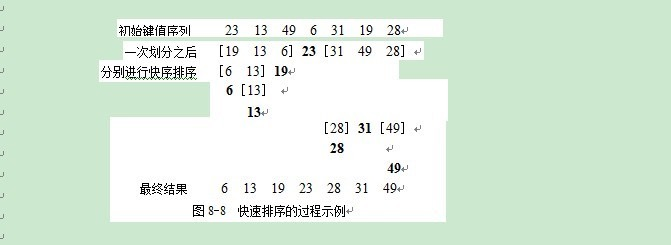 初始键值序列 23 13 49 6 31 19 28
一次划分之后 [19 13 6] 23 [31 49 28]
分别进行快序排序 [6 13] 19
6 [13]
13
[28] 31 [49]
28
49
最终结果 6 13 19 23 28 31 49
图 8-8 快速排序的过程示例